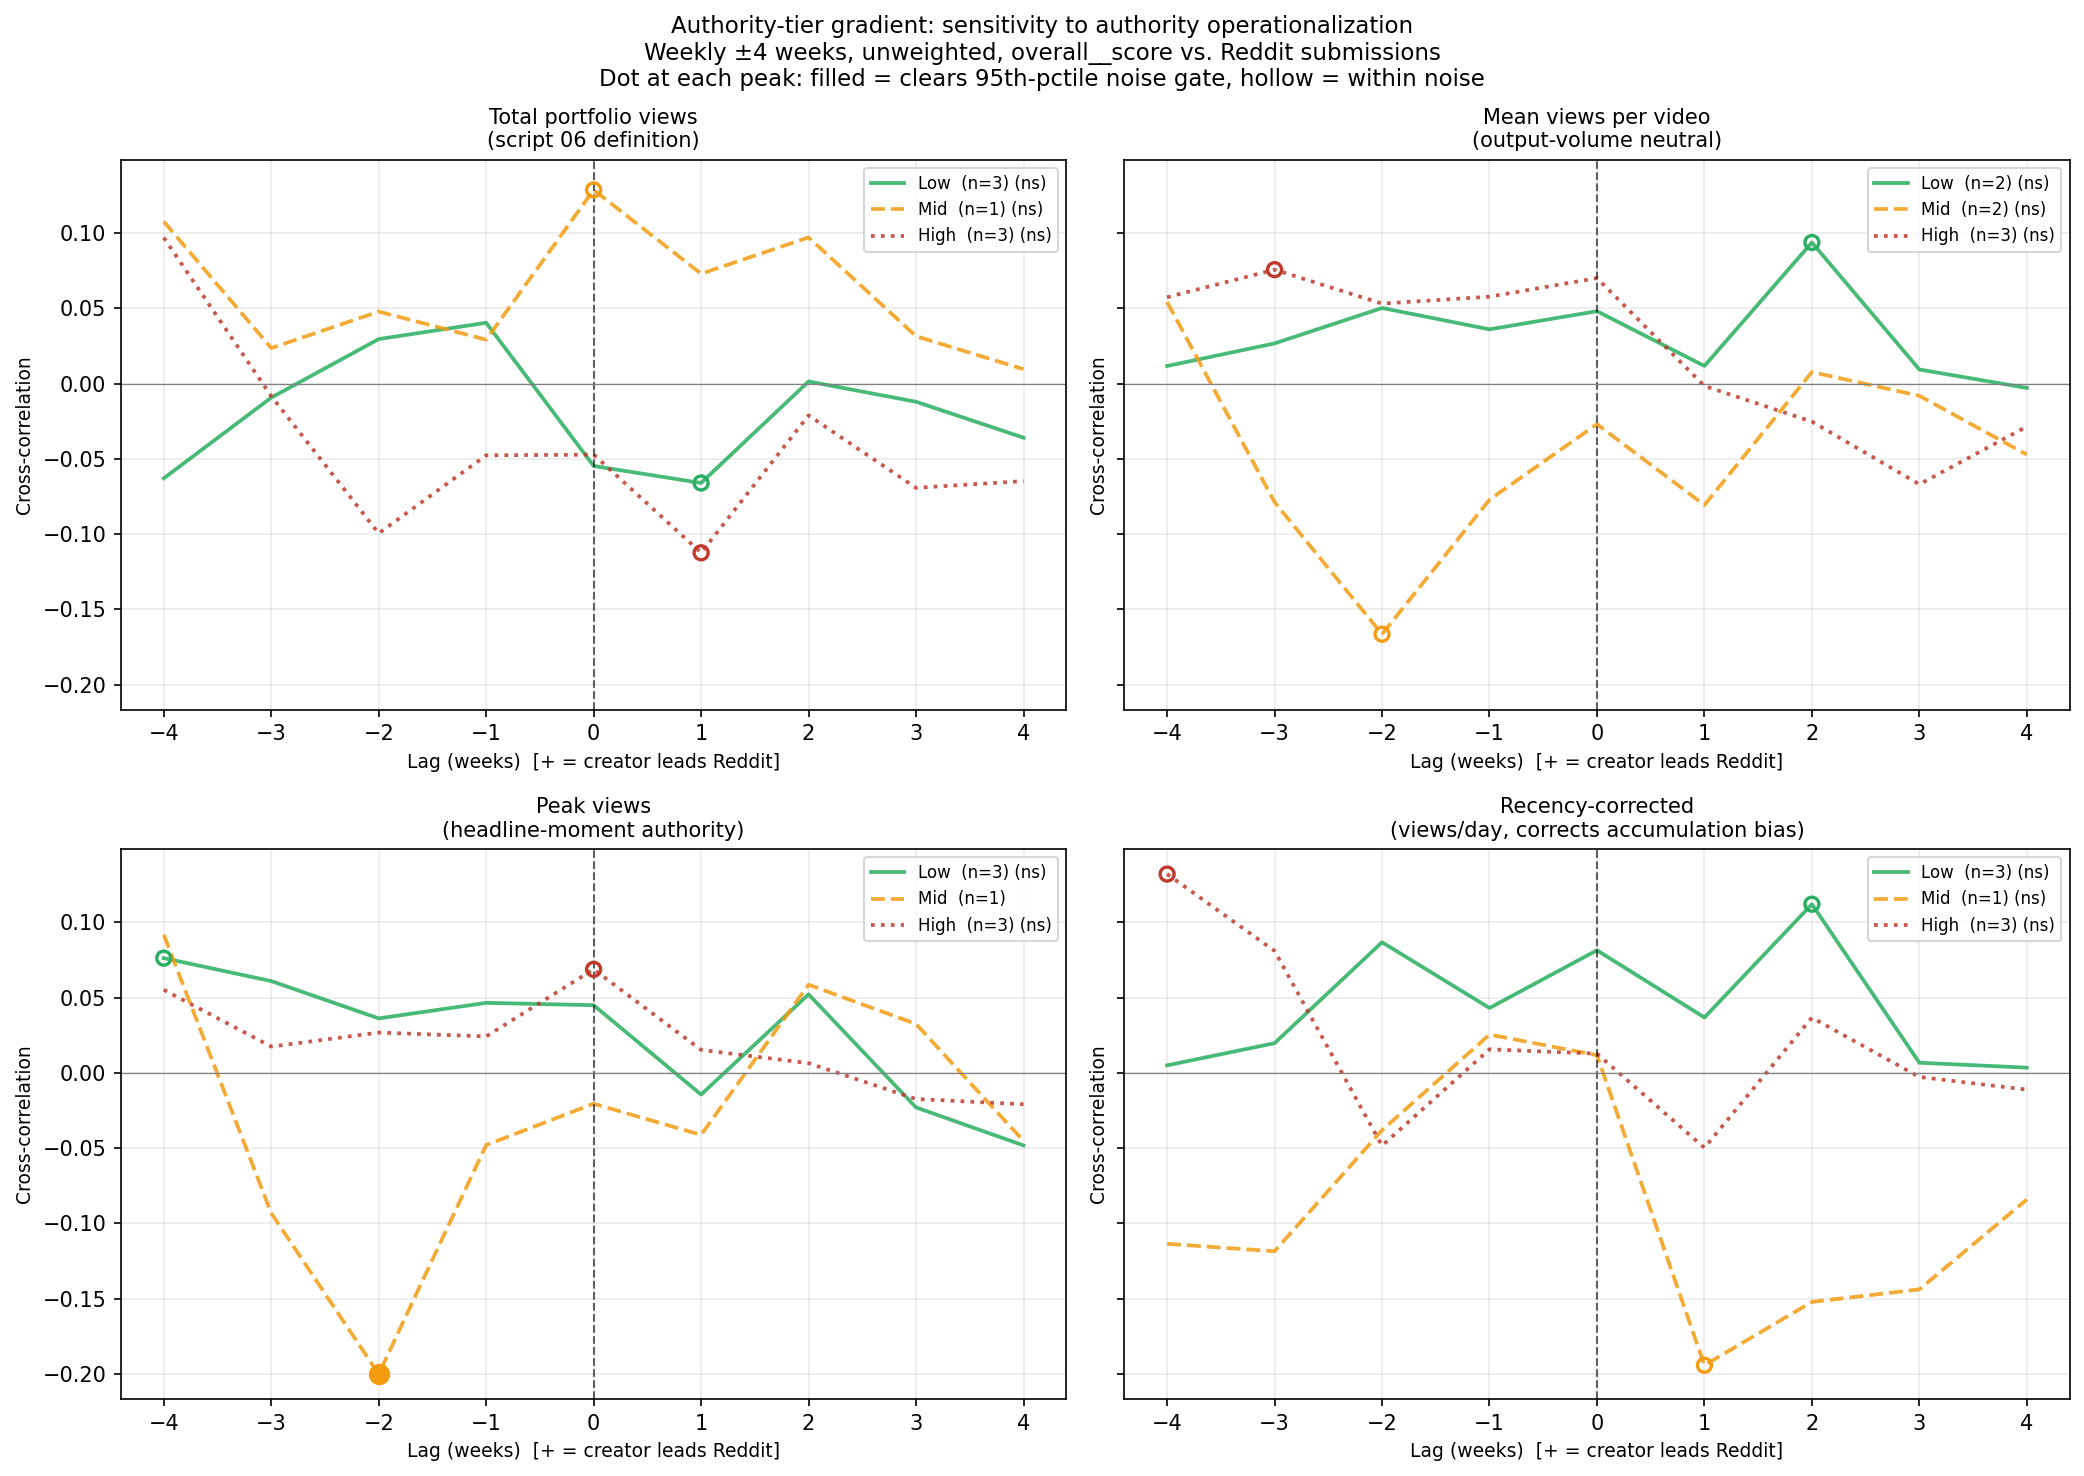 Authority-tier gradient: sensitivity to authority operationalization
Weekly ±4 weeks, unweighted, overall__score vs. Reddit submissions
Dot at each peak: filled = clears 95th-pctile noise gate, hollow = within noise
Total portfolio views
(script 06 definition)
Low (n=3) (ns)
Mid (n=1) (ns)
High (n=3) (ns)
Cross-correlation
0.10
0.05
0.00
−0.05
−0.10
−0.15
−0.20
−4 −3 −2 −1 0 1 2 3 4
Lag (weeks) [+ = creator leads Reddit]
Mean views per video
(output-volume neutral)
Low (n=2) (ns)
Mid (n=2) (ns)
High (n=3) (ns)
Cross-correlation
−4 −3 −2 −1 0 1 2 3 4
Lag (weeks) [+ = creator leads Reddit]
Peak views
(headline-moment authority)
Low (n=3) (ns)
Mid (n=1)
High (n=3) (ns)
Cross-correlation
0.10
0.05
0.00
−0.05
−0.10
−0.15
−0.20
−4 −3 −2 −1 0 1 2 3 4
Lag (weeks) [+ = creator leads Reddit]
Recency-corrected
(views/day, corrects accumulation bias)
Low (n=3) (ns)
Mid (n=1) (ns)
High (n=3) (ns)
Cross-correlation
−4 −3 −2 −1 0 1 2 3 4
Lag (weeks) [+ = creator leads Reddit]